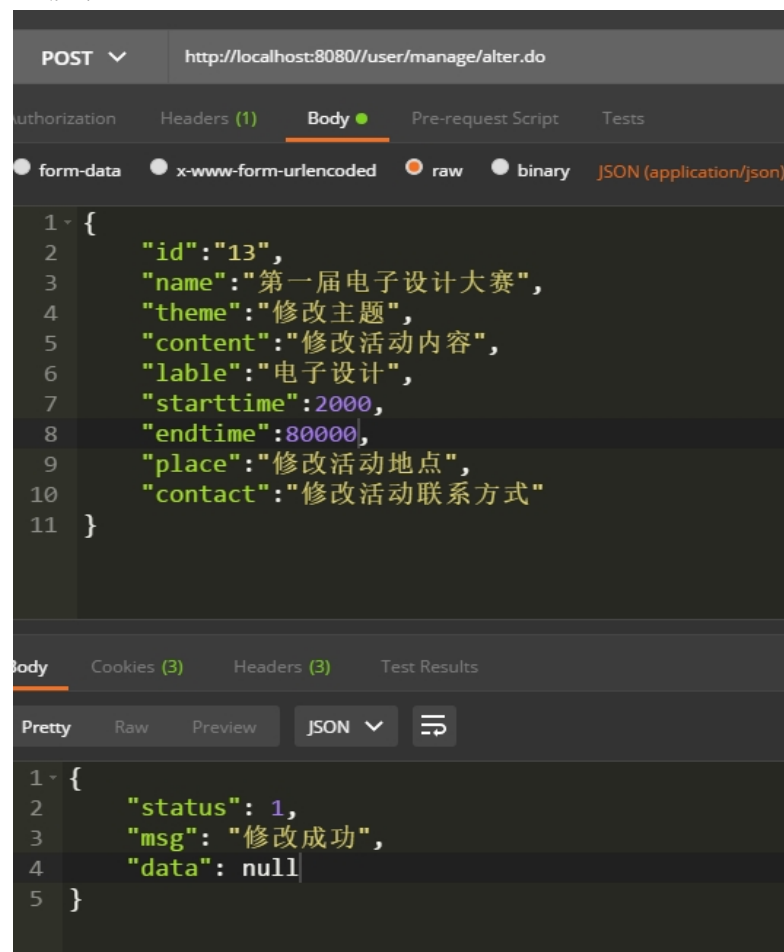 POST
http://localhost:8080//user/manage/alter.do
uthorization Headers (1) Body Pre-request Script Tests
form-data x-www-form-urlencoded raw binary JSON (application/json)
1 {
2 "id":"13",
3 "name":"第一届电子设计大赛",
4 "theme":"修改主题",
5 "content":"修改活动内容",
6 "lable":"电子设计",
7 "starttime":2000,
8 "endtime":80000,
9 "place":"修改活动地点",
10 "contact":"修改活动联系方式"
11 }
Body Cookies (3) Headers (3) Test Results
Pretty Raw Preview JSON
1 {
2 "status": 1,
3 "msg": "修改成功",
4 "data": null
5 }